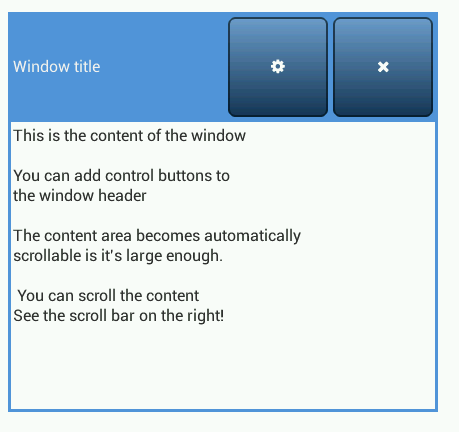 Window title
This is the content of the window
You can add control buttons to
the window header
The content area becomes automatically
scrollable is it's large enough.
You can scroll the content
See the scroll bar on the right!